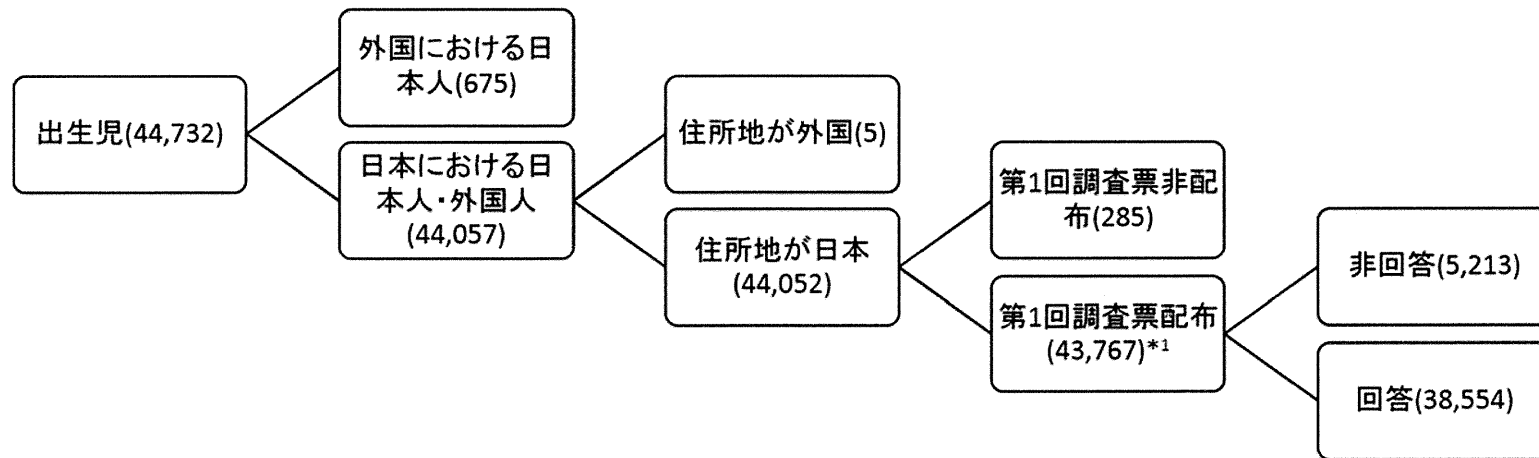 出生児(44,732)
外国における日
本人(675)
日本における日
本人・外国人
(44,057)
住所地が外国(5)
住所地が日本
(44,052)
第1回調査票非配
布(285)
第1回調査票配布
(43,767)*1
非回答(5,213)
回答(38,554)